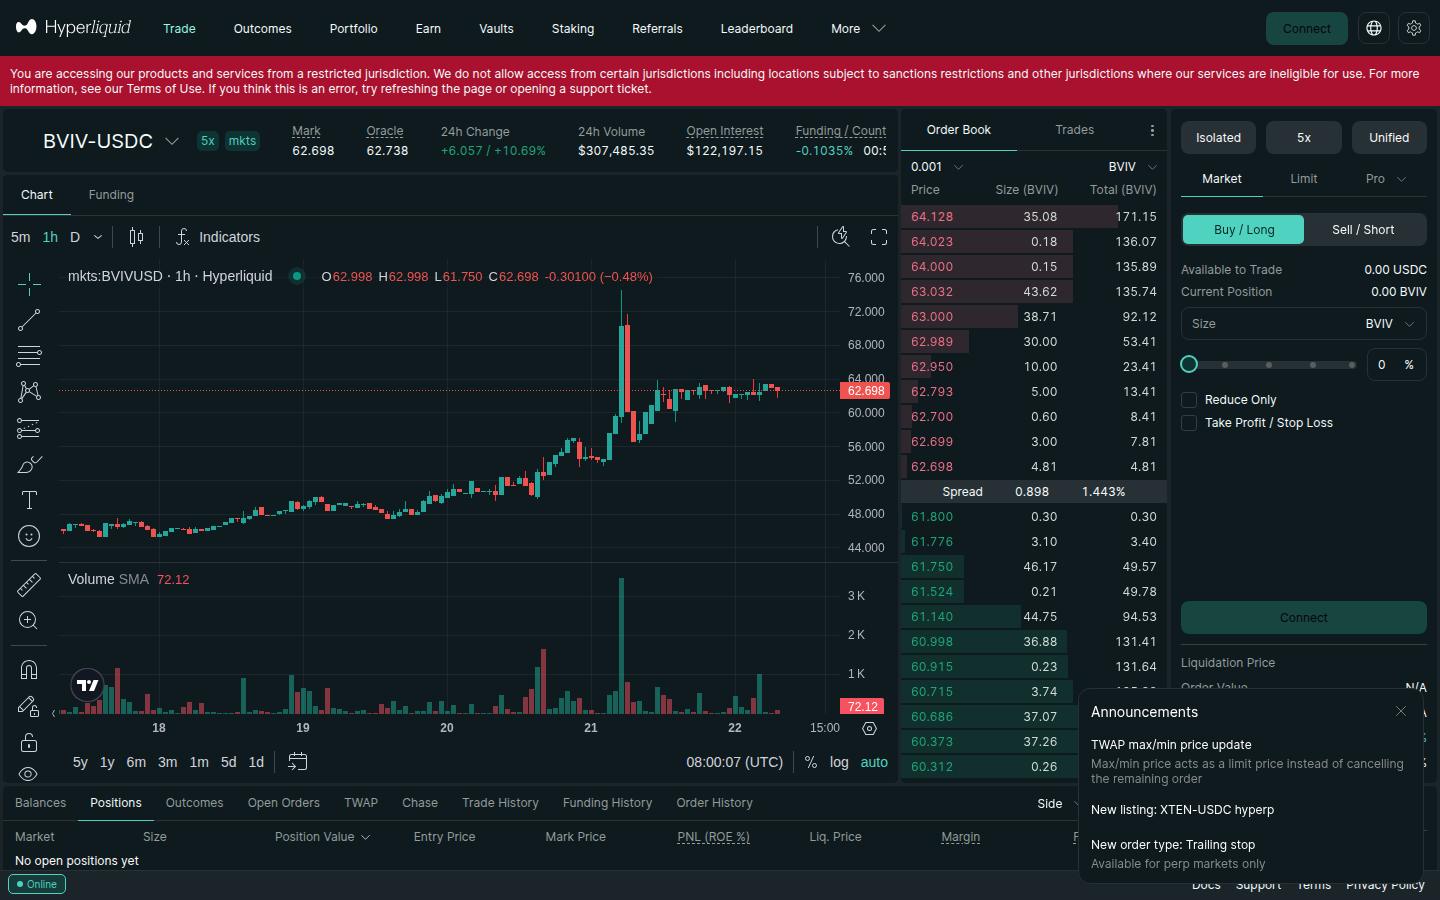 Hyperliquid
Trade
Outcomes
Portfolio
Earn
Vaults
Staking
Referrals
Leaderboard
More
Connect
You are accessing our products and services from a restricted jurisdiction. We do not allow access from certain jurisdictions including locations subject to sanctions restrictions and other jurisdictions where our services are ineligible for use. For more
information, see our Terms of Use. If you think this is an error, try refreshing the page or opening a support ticket.
BVIV-USDC
5x
mkts
Mark
62.698
Oracle
62.738
24h Change
+6.057 / +10.69%
24h Volume
$307,485.35
Open Interest
$122,197.15
Funding / Count
-0.1035% 00:5
Chart
Funding
5m 1h D
Indicators
mkts:BVIVUSD · 1h · Hyperliquid
O62.998 H62.998 L61.750 C62.698 -0.30100 (−0.48%)
76.000
72.000
68.000
64.000
62.698
60.000
56.000
52.000
48.000
44.000
Volume SMA 72.12
3 K
2 K
1 K
72.12
18
19
20
21
22
15:00
5y 1y 6m 3m 1m 5d 1d
08:00:07 (UTC)
% log auto
Order Book
Trades
0.001
BVIV
Price Size (BVIV) Total (BVIV)
64.128 35.08 171.15
64.023 0.18 136.07
64.000 0.15 135.89
63.032 43.62 135.74
63.000 38.71 92.12
62.989 30.00 53.41
62.950 10.00 23.41
62.793 5.00 13.41
62.700 0.60 8.41
62.699 3.00 7.81
62.698 4.81 4.81
Spread 0.898 1.443%
61.800 0.30 0.30
61.776 3.10 3.40
61.750 46.17 49.57
61.524 0.21 49.78
61.140 44.75 94.53
60.998 36.88 131.41
60.915 0.23 131.64
60.715 3.74
60.686 37.07
60.373 37.26
60.312 0.26
Isolated
5x
Unified
Market
Limit
Pro
Buy / Long
Sell / Short
Available to Trade 0.00 USDC
Current Position 0.00 BVIV
Size BVIV
0 %
Reduce Only
Take Profit / Stop Loss
Connect
Liquidation Price
Order Value N/A
Announcements
TWAP max/min price update
Max/min price acts as a limit price instead of cancelling
the remaining order
New listing: XTEN-USDC hyperp
New order type: Trailing stop
Available for perp markets only
Balances
Positions
Outcomes
Open Orders
TWAP
Chase
Trade History
Funding History
Order History
Side
Market
Size
Position Value
Entry Price
Mark Price
PNL (ROE %)
Liq. Price
Margin
No open positions yet
Online
Docs
Support
Terms
Privacy Policy